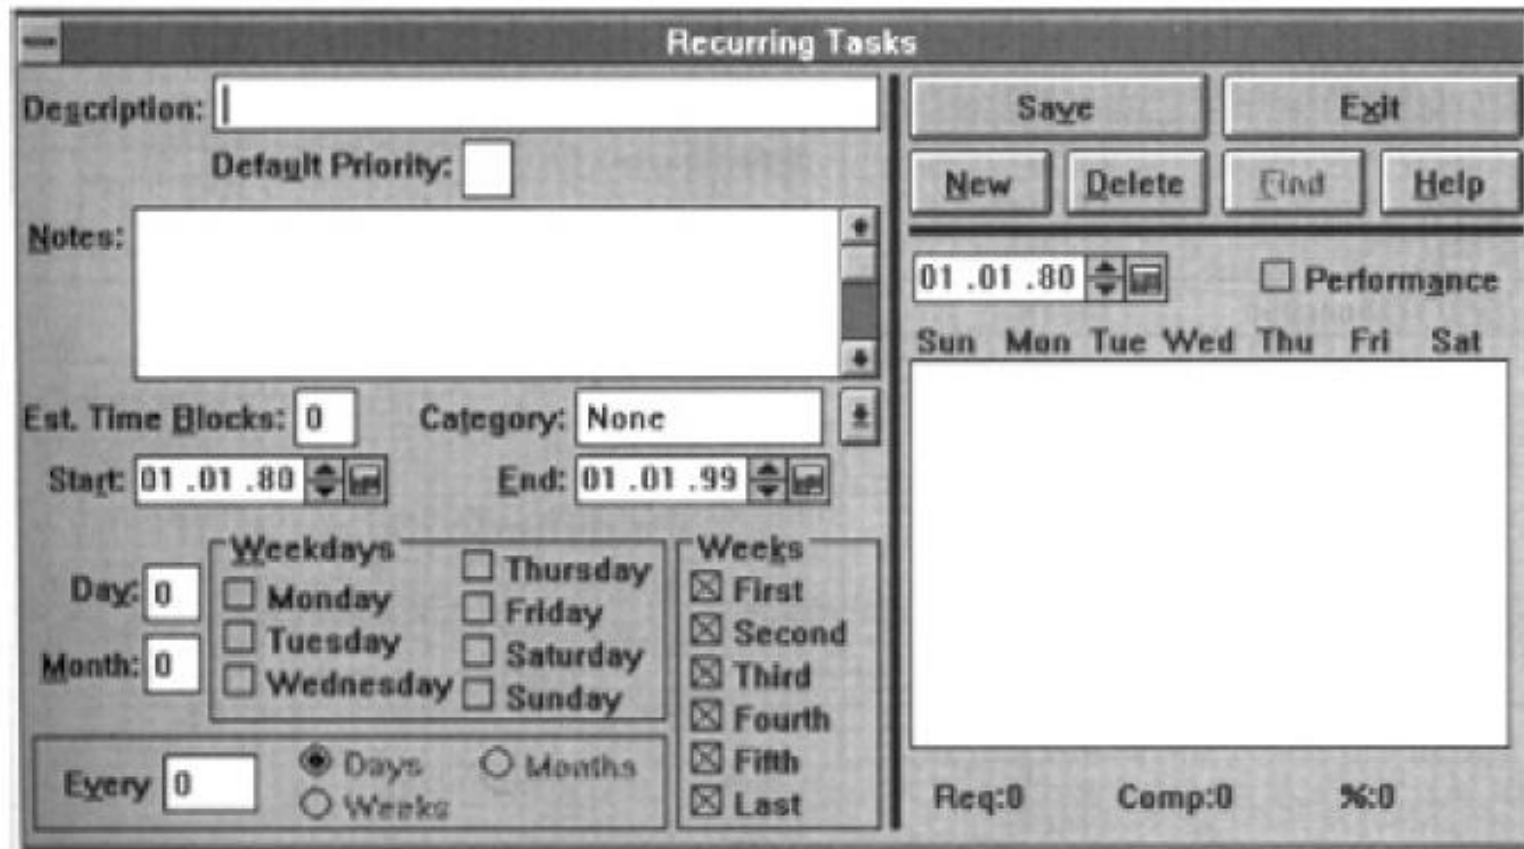 Recurring Tasks
Description:
Default Priority:
Notes:
Est. Time Blocks: 0 Category: None
Start: 01 .01 .80 End: 01 .01 .99
Day: 0
Month: 0
Weekdays
Monday
Tuesday
Wednesday
Thursday
Friday
Saturday
Sunday
Weeks
First
Second
Third
Fourth
Fifth
Last
Every 0 Days Months
Weeks
Save Exit
New Delete Find Help
01 .01 .80 Performance
Sun Mon Tue Wed Thu Fri Sat
Req:0 Comp:0 %:0